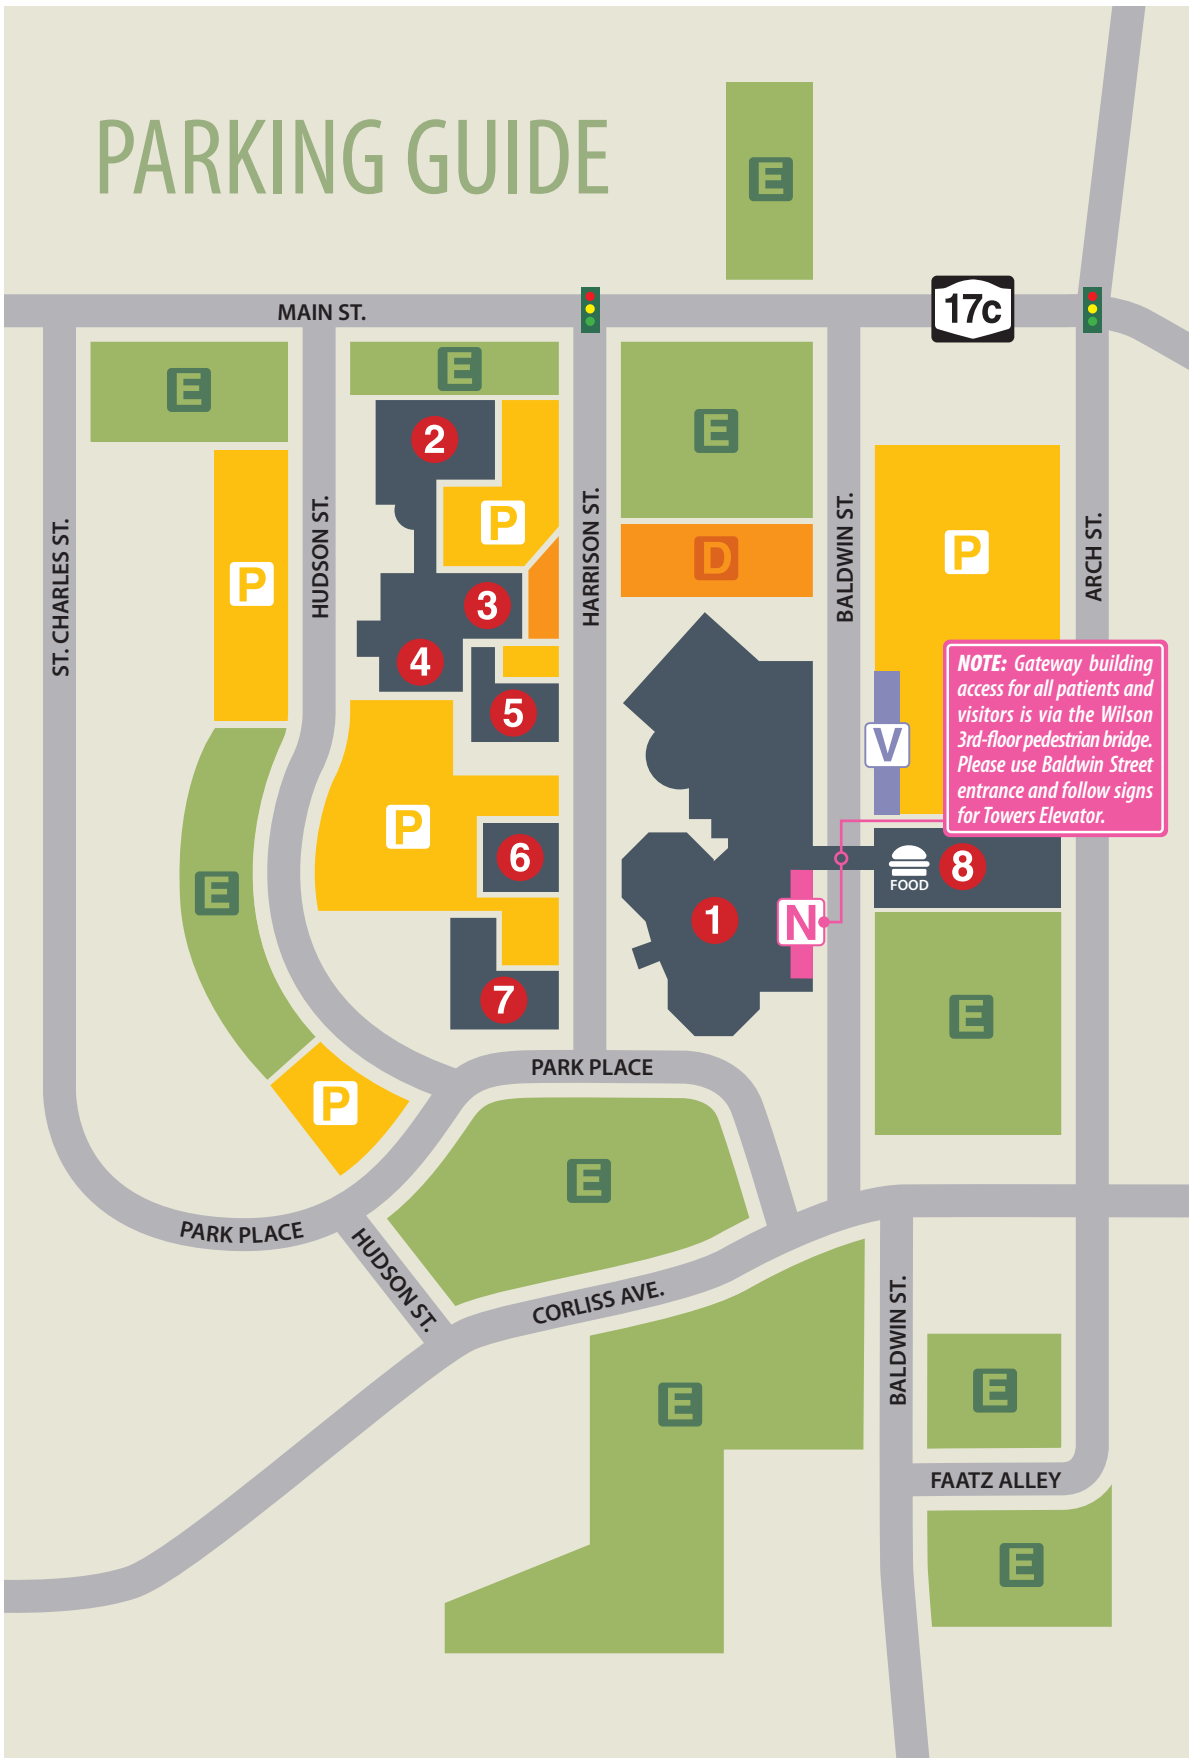 PARKING GUIDE
E
MAIN ST.
17c
E
E
E
2
P
P
D
P
ST. CHARLES ST.
HUDSON ST.
HARRISON ST.
BALDWIN ST.
ARCH ST.
3
4
5
NOTE: Gateway building
access for all patients and
visitors is via the Wilson
3rd-floor pedestrian bridge.
Please use Baldwin Street
entrance and follow signs
for Towers Elevator.
V
P
6
FOOD
8
E
1
N
7
E
PARK PLACE
P
E
PARK PLACE
HUDSON ST.
CORLISS AVE.
BALDWIN ST.
E
E
FAATZ ALLEY
E